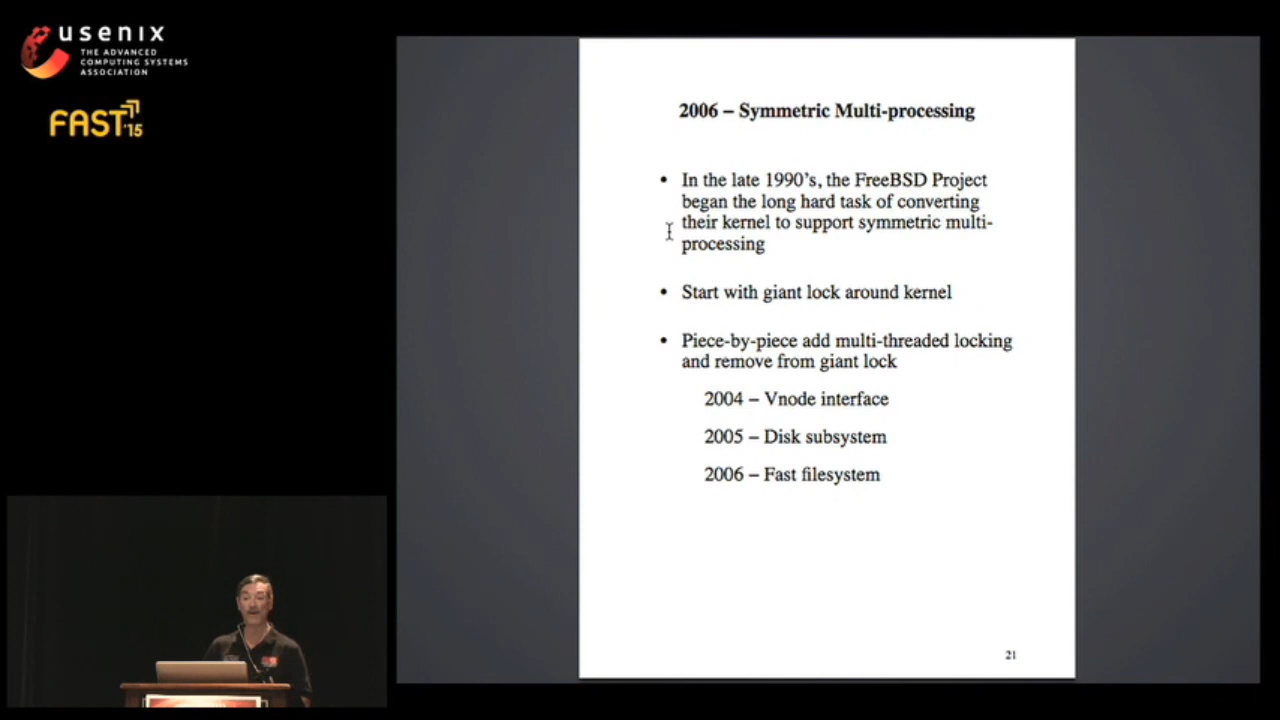 usenix
THE ADVANCED
COMPUTING SYSTEMS
ASSOCIATION
FAST '15
2006 – Symmetric Multi-processing
• In the late 1990's, the FreeBSD Project
began the long hard task of converting
their kernel to support symmetric multi-
processing
• Start with giant lock around kernel
• Piece-by-piece add multi-threaded locking
and remove from giant lock
2004 – Vnode interface
2005 – Disk subsystem
2006 – Fast filesystem
21